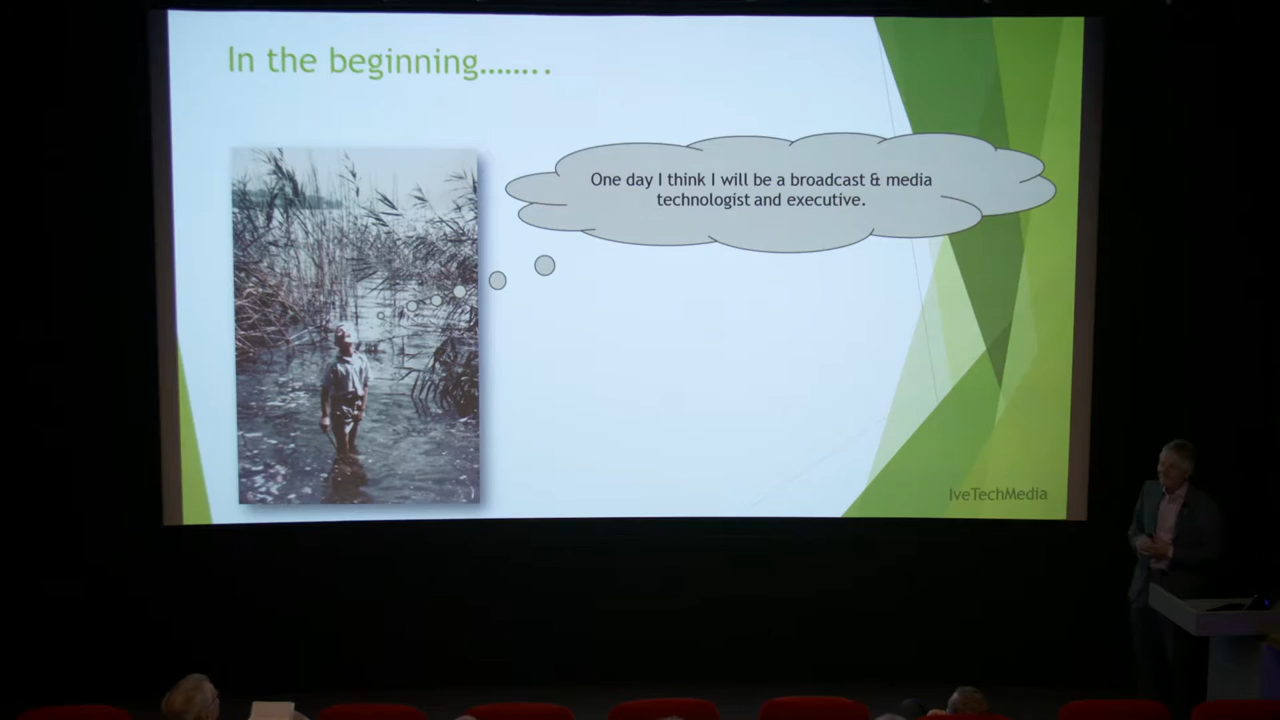 In the beginning……..
One day I think I will be a broadcast & media
technologist and executive.
IveTechMedia